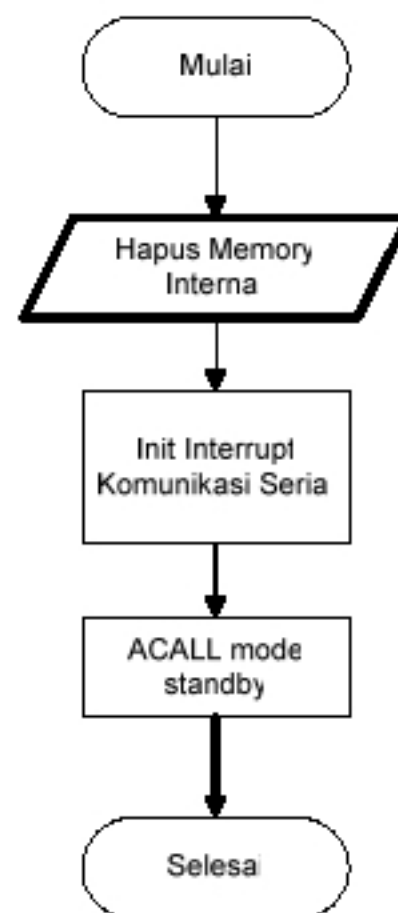 Mulai
Hapus Memory
Interna
Init Interrupt
Komunikasi Seria
ACALL mode
standby
Selesai